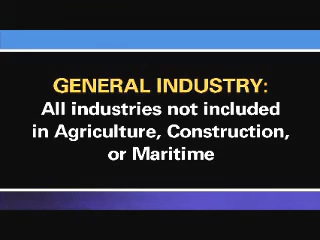 GENERAL INDUSTRY:
All industries not included
in Agriculture, Construction,
or Maritime